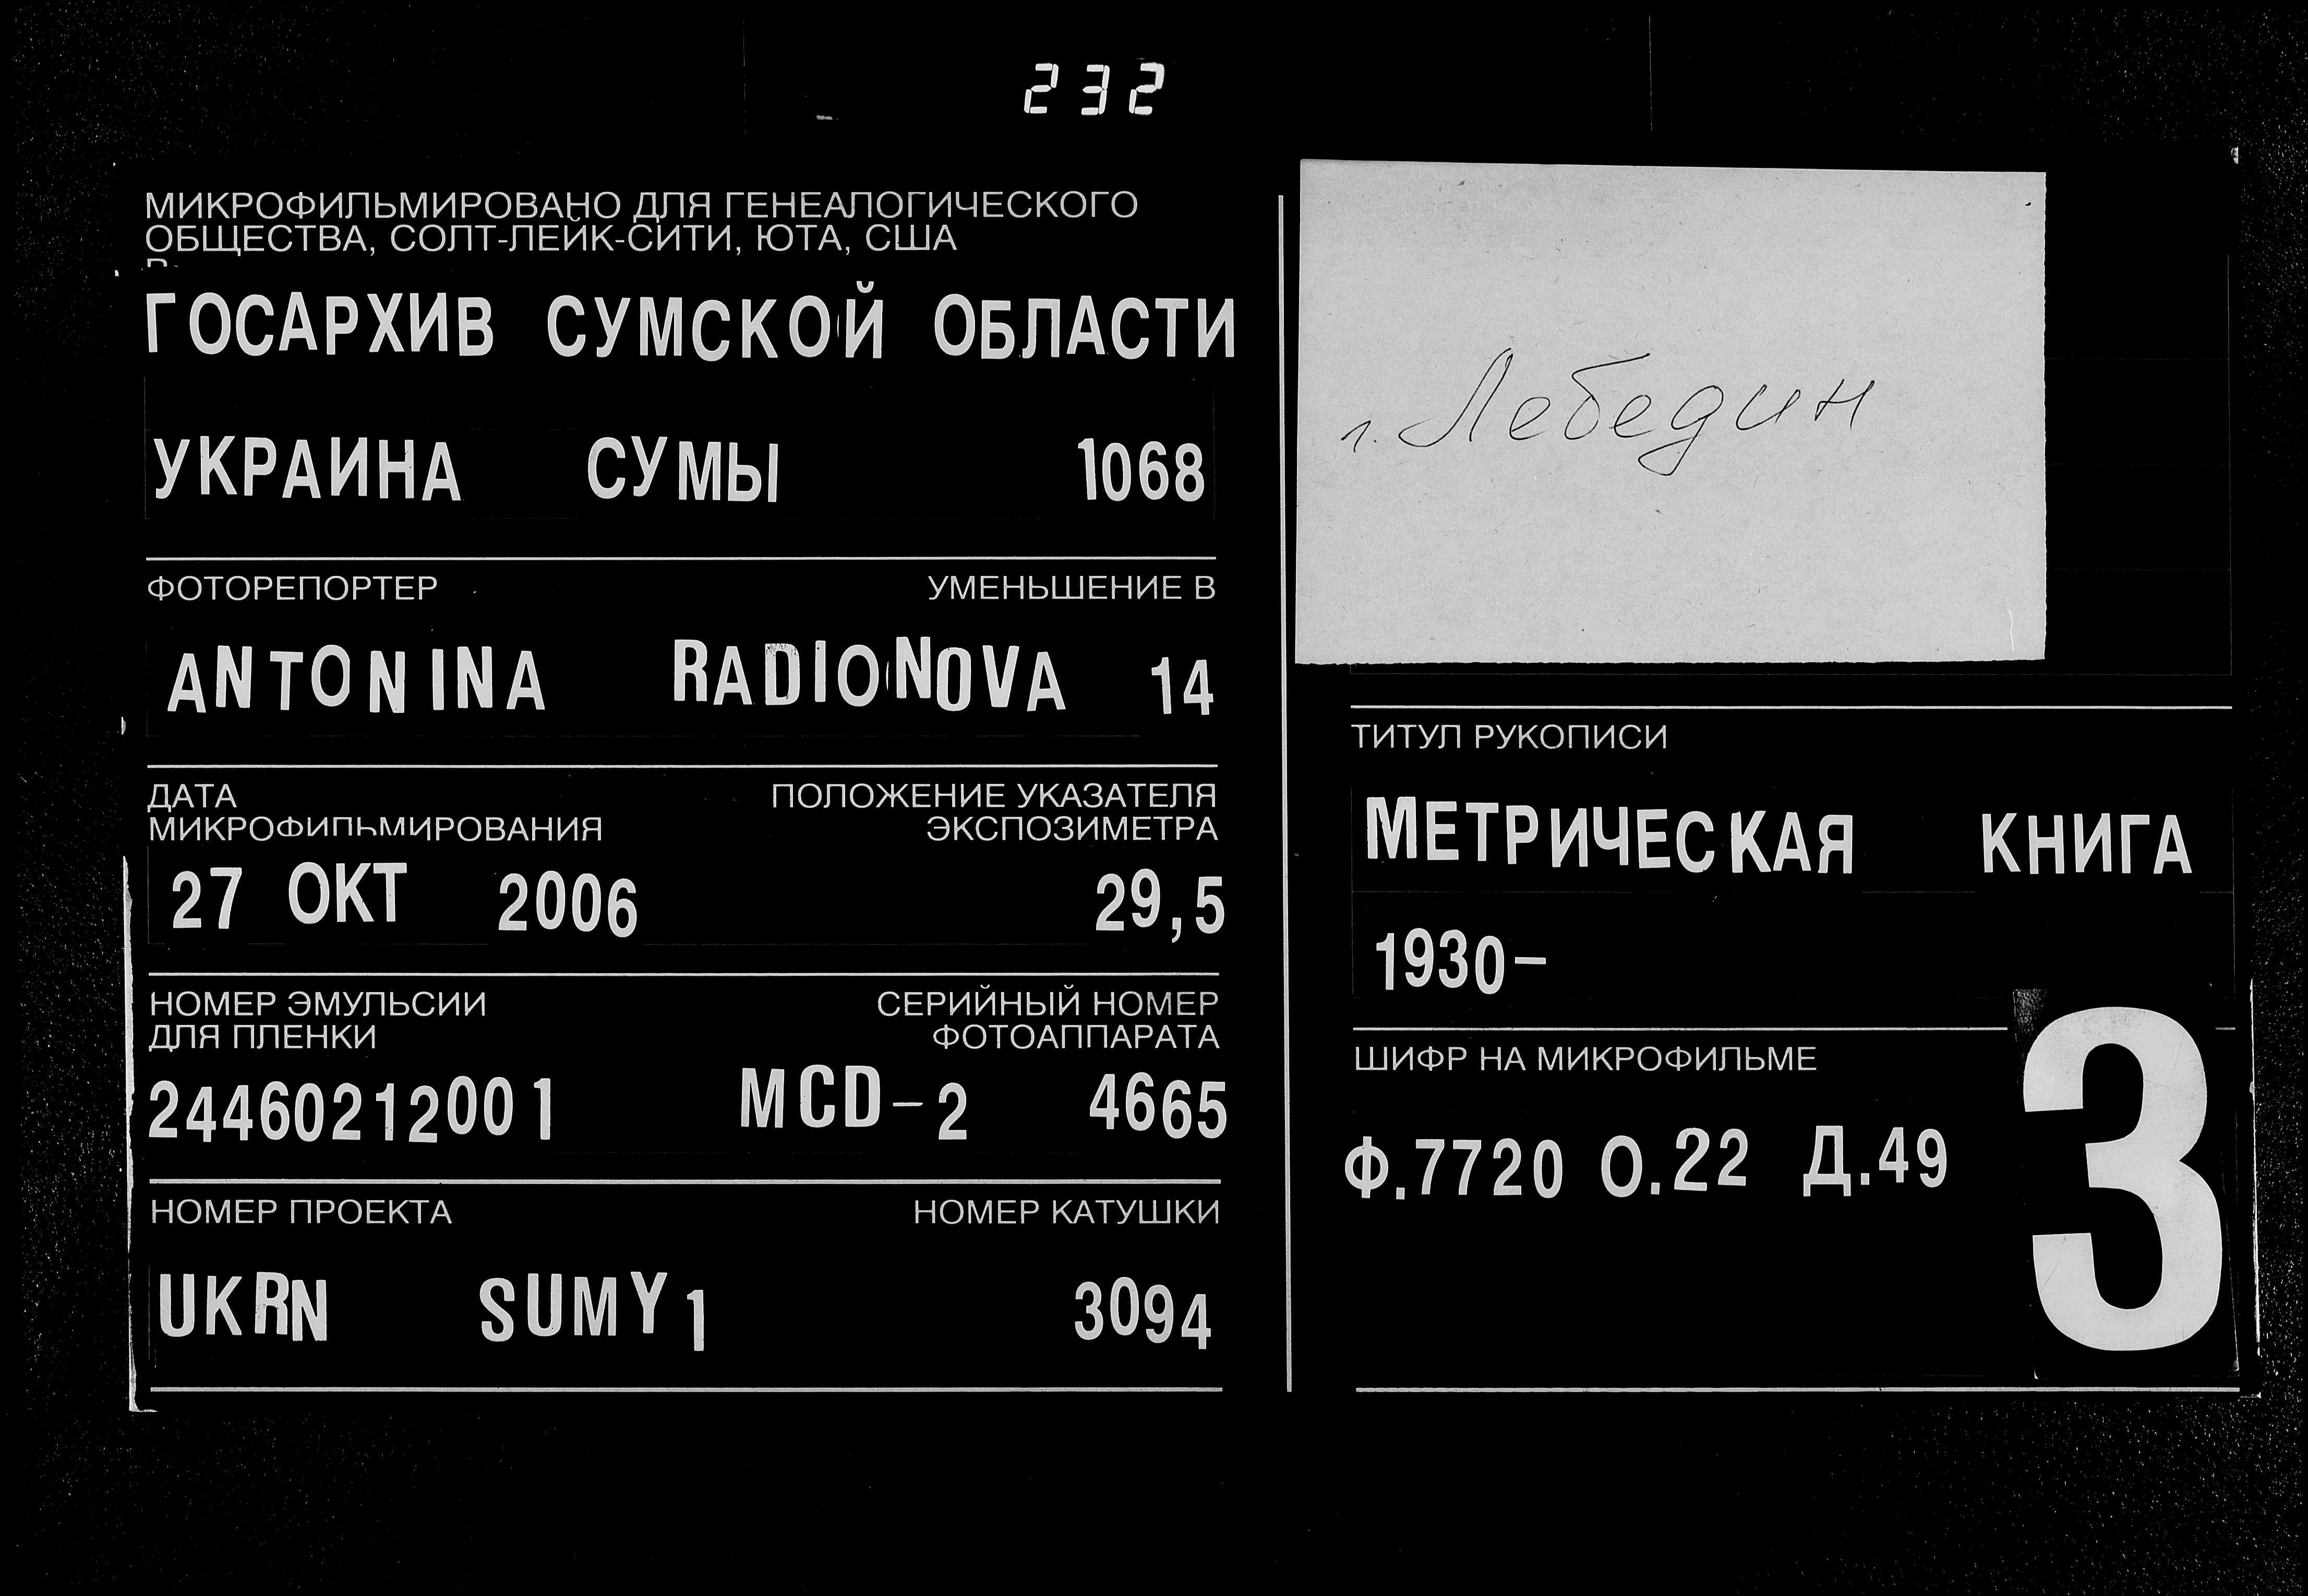 232
МИКРОФИЛЬМИРОВАНО ДЛЯ ГЕНЕАЛОГИЧЕСКОГО
ОБЩЕСТВА, СОЛТ-ЛЕЙК-СИТИ, ЮТА, США
ГОСАРХИВ СУМСКОЙ ОБЛАСТИ
УКРАИНА СУМЫ 1068
ФОТОРЕПОРТЕР УМЕНЬШЕНИЕ В
ANTONINA RADIONOVA 14
ДАТА ПОЛОЖЕНИЕ УКАЗАТЕЛЯ
МИКРОФИЛЬМИРОВАНИЯ ЭКСПОЗИМЕТРА
27 ОКТ 2006 29,5
НОМЕР ЭМУЛЬСИИ СЕРИЙНЫЙ НОМЕР
ДЛЯ ПЛЕНКИ ФОТОАППАРАТА
24460212001 MCD-2 4665
НОМЕР ПРОЕКТА НОМЕР КАТУШКИ
UKRN SUMY1 3094
г. Лебедин
ТИТУЛ РУКОПИСИ
МЕТРИЧЕСКАЯ КНИГА
1930-
ШИФР НА МИКРОФИЛЬМЕ
Ф.7720 О.22 Д.49
3